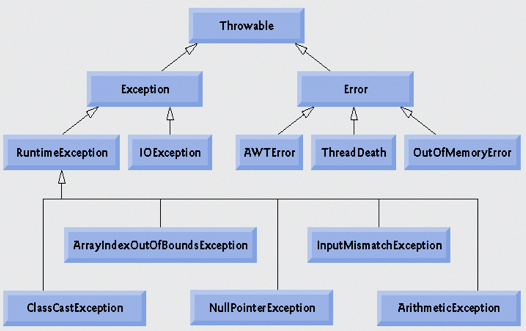 Throwable
Exception
Error
RuntimeException
IOException
AWTError
ThreadDeath
OutOfMemoryError
ArrayIndexOutOfBoundsException
InputMismatchException
ClassCastException
NullPointerException
ArithmeticException